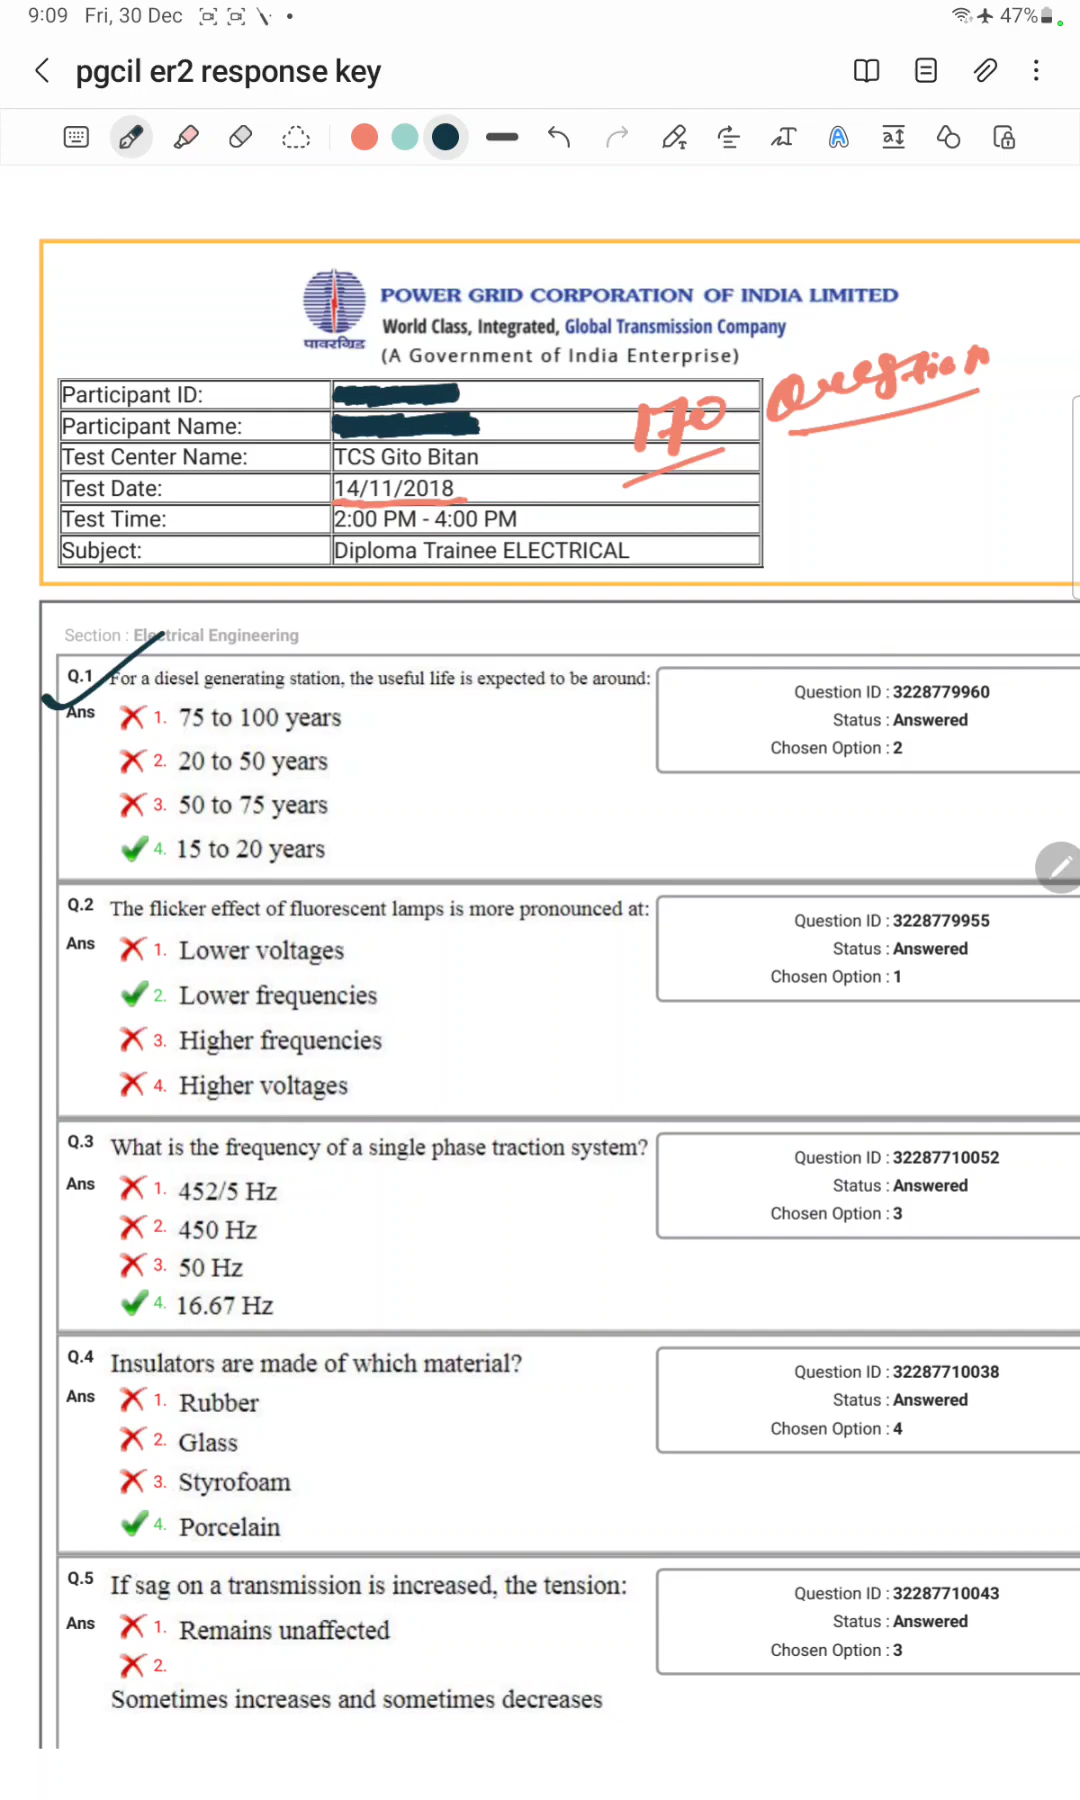 9:09 Fri, 30 Dec
47%
pgcil er2 response key
POWER GRID CORPORATION OF INDIA LIMITED
World Class, Integrated, Global Transmission Company
पावरग्रिड
(A Government of India Enterprise)
170 Question
Participant ID:
Participant Name:
Test Center Name: TCS Gito Bitan
Test Date: 14/11/2018
Test Time: 2:00 PM - 4:00 PM
Subject: Diploma Trainee ELECTRICAL
Section : Electrical Engineering
Q.1 For a diesel generating station, the useful life is expected to be around:
Ans 1. 75 to 100 years
2. 20 to 50 years
3. 50 to 75 years
4. 15 to 20 years
Question ID : 3228779960
Status : Answered
Chosen Option : 2
Q.2 The flicker effect of fluorescent lamps is more pronounced at:
Ans 1. Lower voltages
2. Lower frequencies
3. Higher frequencies
4. Higher voltages
Question ID : 3228779955
Status : Answered
Chosen Option : 1
Q.3 What is the frequency of a single phase traction system?
Ans 1. 452/5 Hz
2. 450 Hz
3. 50 Hz
4. 16.67 Hz
Question ID : 32287710052
Status : Answered
Chosen Option : 3
Q.4 Insulators are made of which material?
Ans 1. Rubber
2. Glass
3. Styrofoam
4. Porcelain
Question ID : 32287710038
Status : Answered
Chosen Option : 4
Q.5 If sag on a transmission is increased, the tension:
Ans 1. Remains unaffected
2.
Sometimes increases and sometimes decreases
Question ID : 32287710043
Status : Answered
Chosen Option : 3